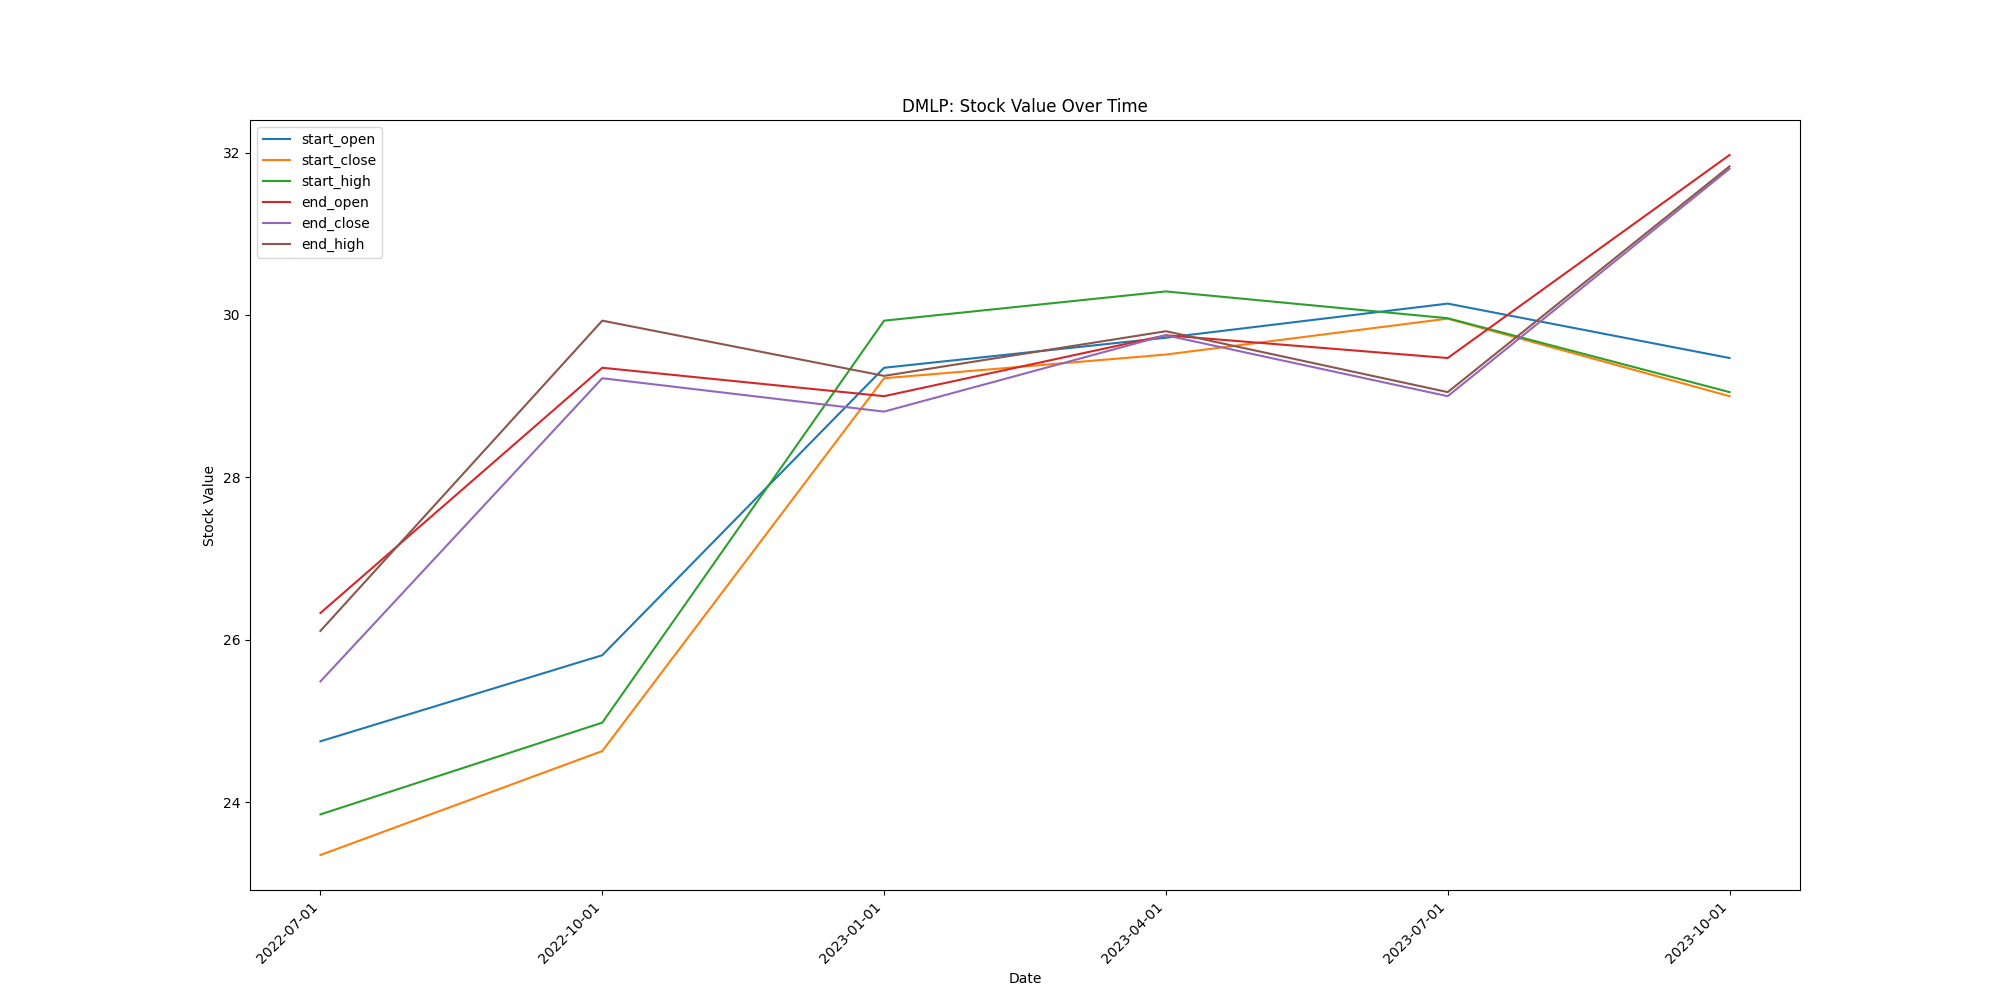 DMLP: Stock Value Over Time
start_open
start_close
start_high
end_open
end_close
end_high
32
30
28
26
24
Stock Value
2022-07-01
2022-10-01
2023-01-01
2023-04-01
2023-07-01
2023-10-01
Date